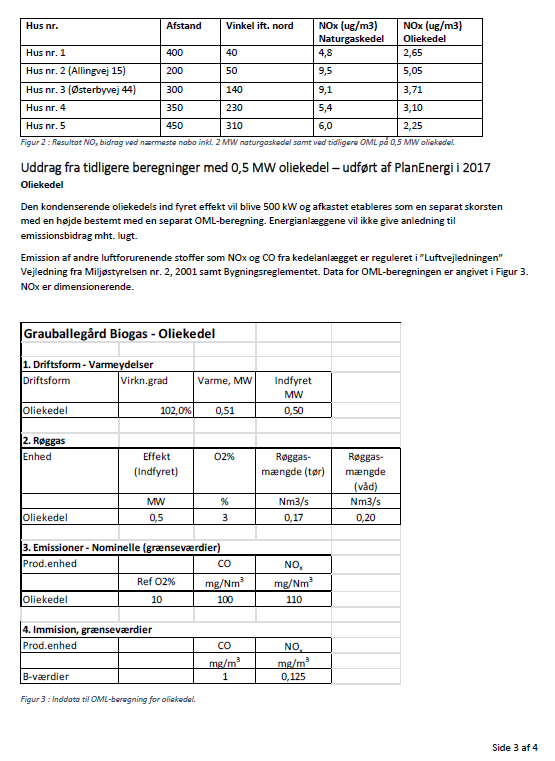 Hus nr. Afstand Vinkel ift. nord NOx (ug/m3) NOx (ug/m3)
Naturgaskedel Oliekedel
Hus nr. 1 400 40 4,8 2,65
Hus nr. 2 (Allingvej 15) 200 50 9,5 5,05
Hus nr. 3 (Østerbyvej 44) 300 140 9,1 3,71
Hus nr. 4 350 230 5,4 3,10
Hus nr. 5 450 310 6,0 2,25
Figur 2 : Resultat NOₓ bidrag ved nærmeste nabo inkl. 2 MW naturgaskedel samt ved tidligere OML på 0,5 MW oliekedel.
Uddrag fra tidligere beregninger med 0,5 MW oliekedel – udført af PlanEnergi i 2017
Oliekedel
Den kondenserende oliekedels ind fyret effekt vil blive 500 kW og afkastet etableres som en separat skorsten
med en højde bestemt med en separat OML-beregning. Energianlæggene vil ikke give anledning til
emissionsbidrag mht. lugt.
Emission af andre luftforurenende stoffer som NOx og CO fra kedelanlægget er reguleret i ”Luftvejledningen”
Vejledning fra Miljøstyrelsen nr. 2, 2001 samt Bygningsreglementet. Data for OML-beregningen er angivet i Figur 3.
NOx er dimensionerende.
Grauballegård Biogas - Oliekedel
1. Driftsform - Varmeydelser
Driftsform Virkn.grad Varme, MW Indfyret
MW
Oliekedel 102,0% 0,51 0,50
2. Røggas
Enhed Effekt O2% Røggas- Røggas-
(Indfyret) mængde (tør) mængde
(våd)
MW % Nm3/s Nm3/s
Oliekedel 0,5 3 0,17 0,20
3. Emissioner - Nominelle (grænseværdier)
Prod.enhed CO NOₓ
Ref O2% mg/Nm³ mg/Nm³
Oliekedel 10 100 110
4. Immision, grænseværdier
Prod.enhed CO NOₓ
mg/m³ mg/m³
B-værdier 1 0,125
Figur 3 : Inddata til OML-beregning for oliekedel.
Side 3 af 4